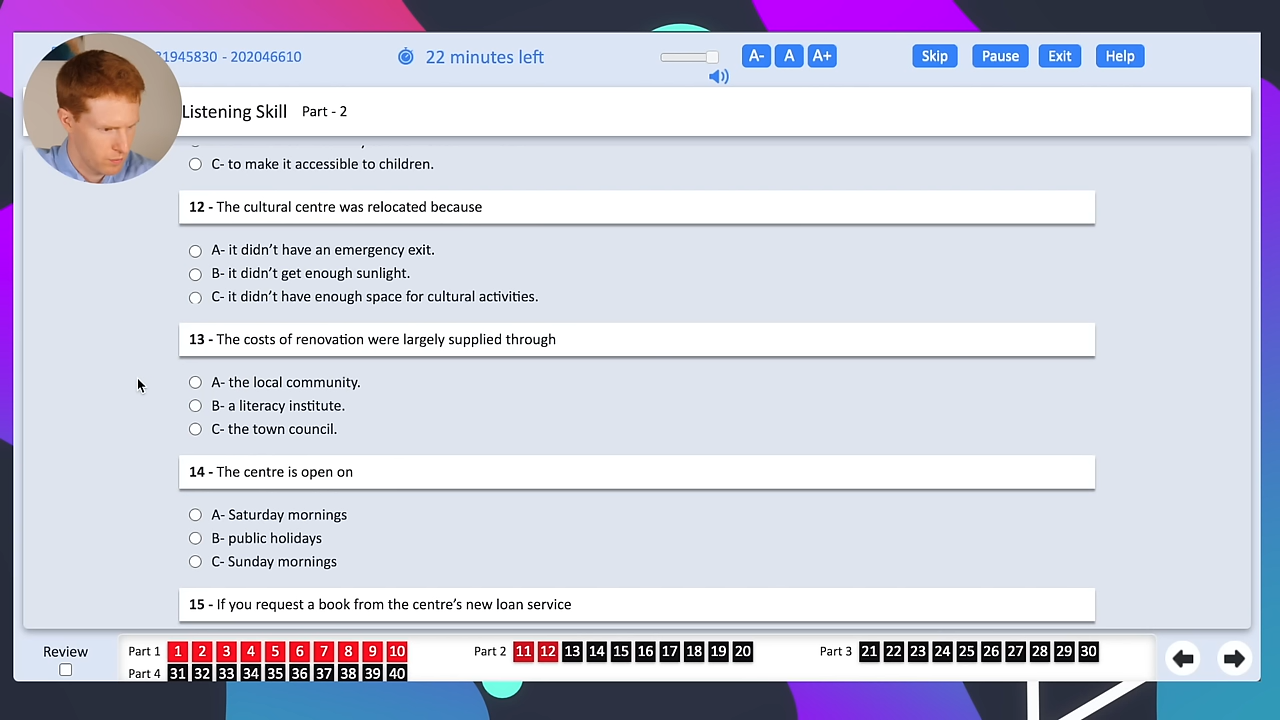 1945830 - 202046610
22 minutes left
A- A A+
Skip Pause Exit Help
Listening Skill Part - 2
C- to make it accessible to children.
12 - The cultural centre was relocated because
A- it didn’t have an emergency exit.
B- it didn’t get enough sunlight.
C- it didn’t have enough space for cultural activities.
13 - The costs of renovation were largely supplied through
A- the local community.
B- a literacy institute.
C- the town council.
14 - The centre is open on
A- Saturday mornings
B- public holidays
C- Sunday mornings
15 - If you request a book from the centre’s new loan service
Review
Part 1 1 2 3 4 5 6 7 8 9 10 Part 2 11 12 13 14 15 16 17 18 19 20 Part 3 21 22 23 24 25 26 27 28 29 30
Part 4 31 32 33 34 35 36 37 38 39 40